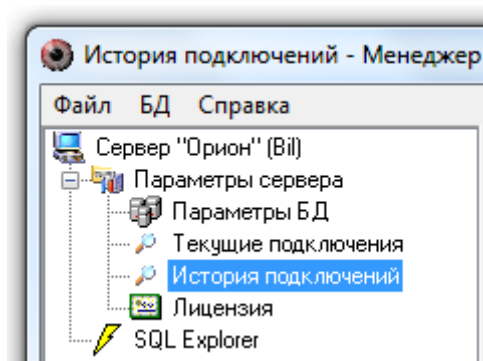 История подключений - Менеджер
Файл БД Справка
Сервер "Орион" (Bil)
Параметры сервера
Параметры БД
Текущие подключения
История подключений
Лицензия
SQL Explorer